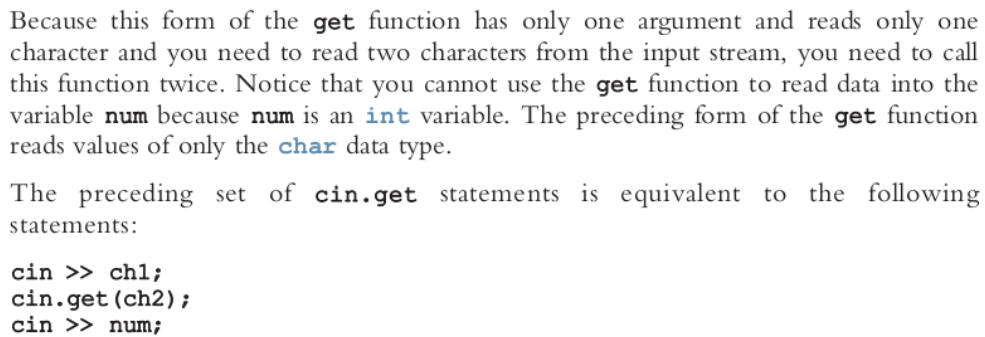 Because this form of the get function has only one argument and reads only one
character and you need to read two characters from the input stream, you need to call
this function twice. Notice that you cannot use the get function to read data into the
variable num because num is an int variable. The preceding form of the get function
reads values of only the char data type.
The preceding set of cin.get statements is equivalent to the following
statements:
cin >> ch1;
cin.get(ch2);
cin >> num;